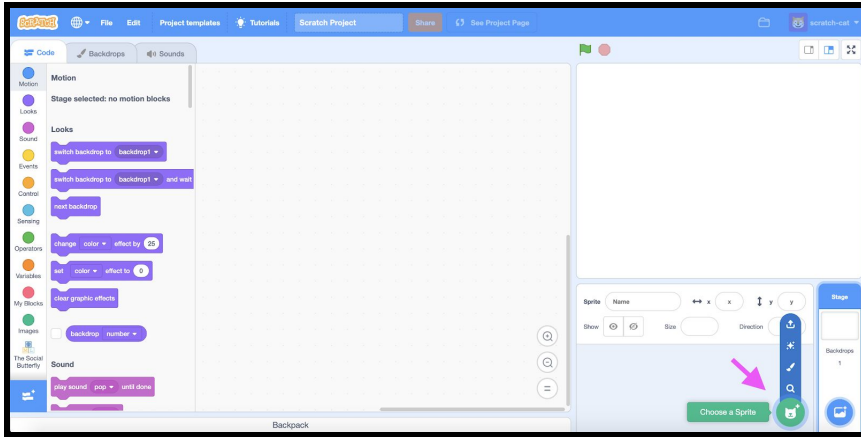 SCRATCH File Edit Project templates Tutorials Scratch Project Share See Project Page scratch-cat
Code Backdrops Sounds
Motion
Looks
Sound
Events
Control
Sensing
Operators
Variables
My Blocks
Images
The Social
Butterfly
Motion
Stage selected: no motion blocks
Looks
switch backdrop to backdrop1
switch backdrop to backdrop1 and wait
next backdrop
change color effect by 25
set color effect to 0
clear graphic effects
backdrop number
Sound
play sound pop until done
Backpack
Sprite Name x x y y
Show Size Direction
Choose a Sprite
Stage
Backdrops
1